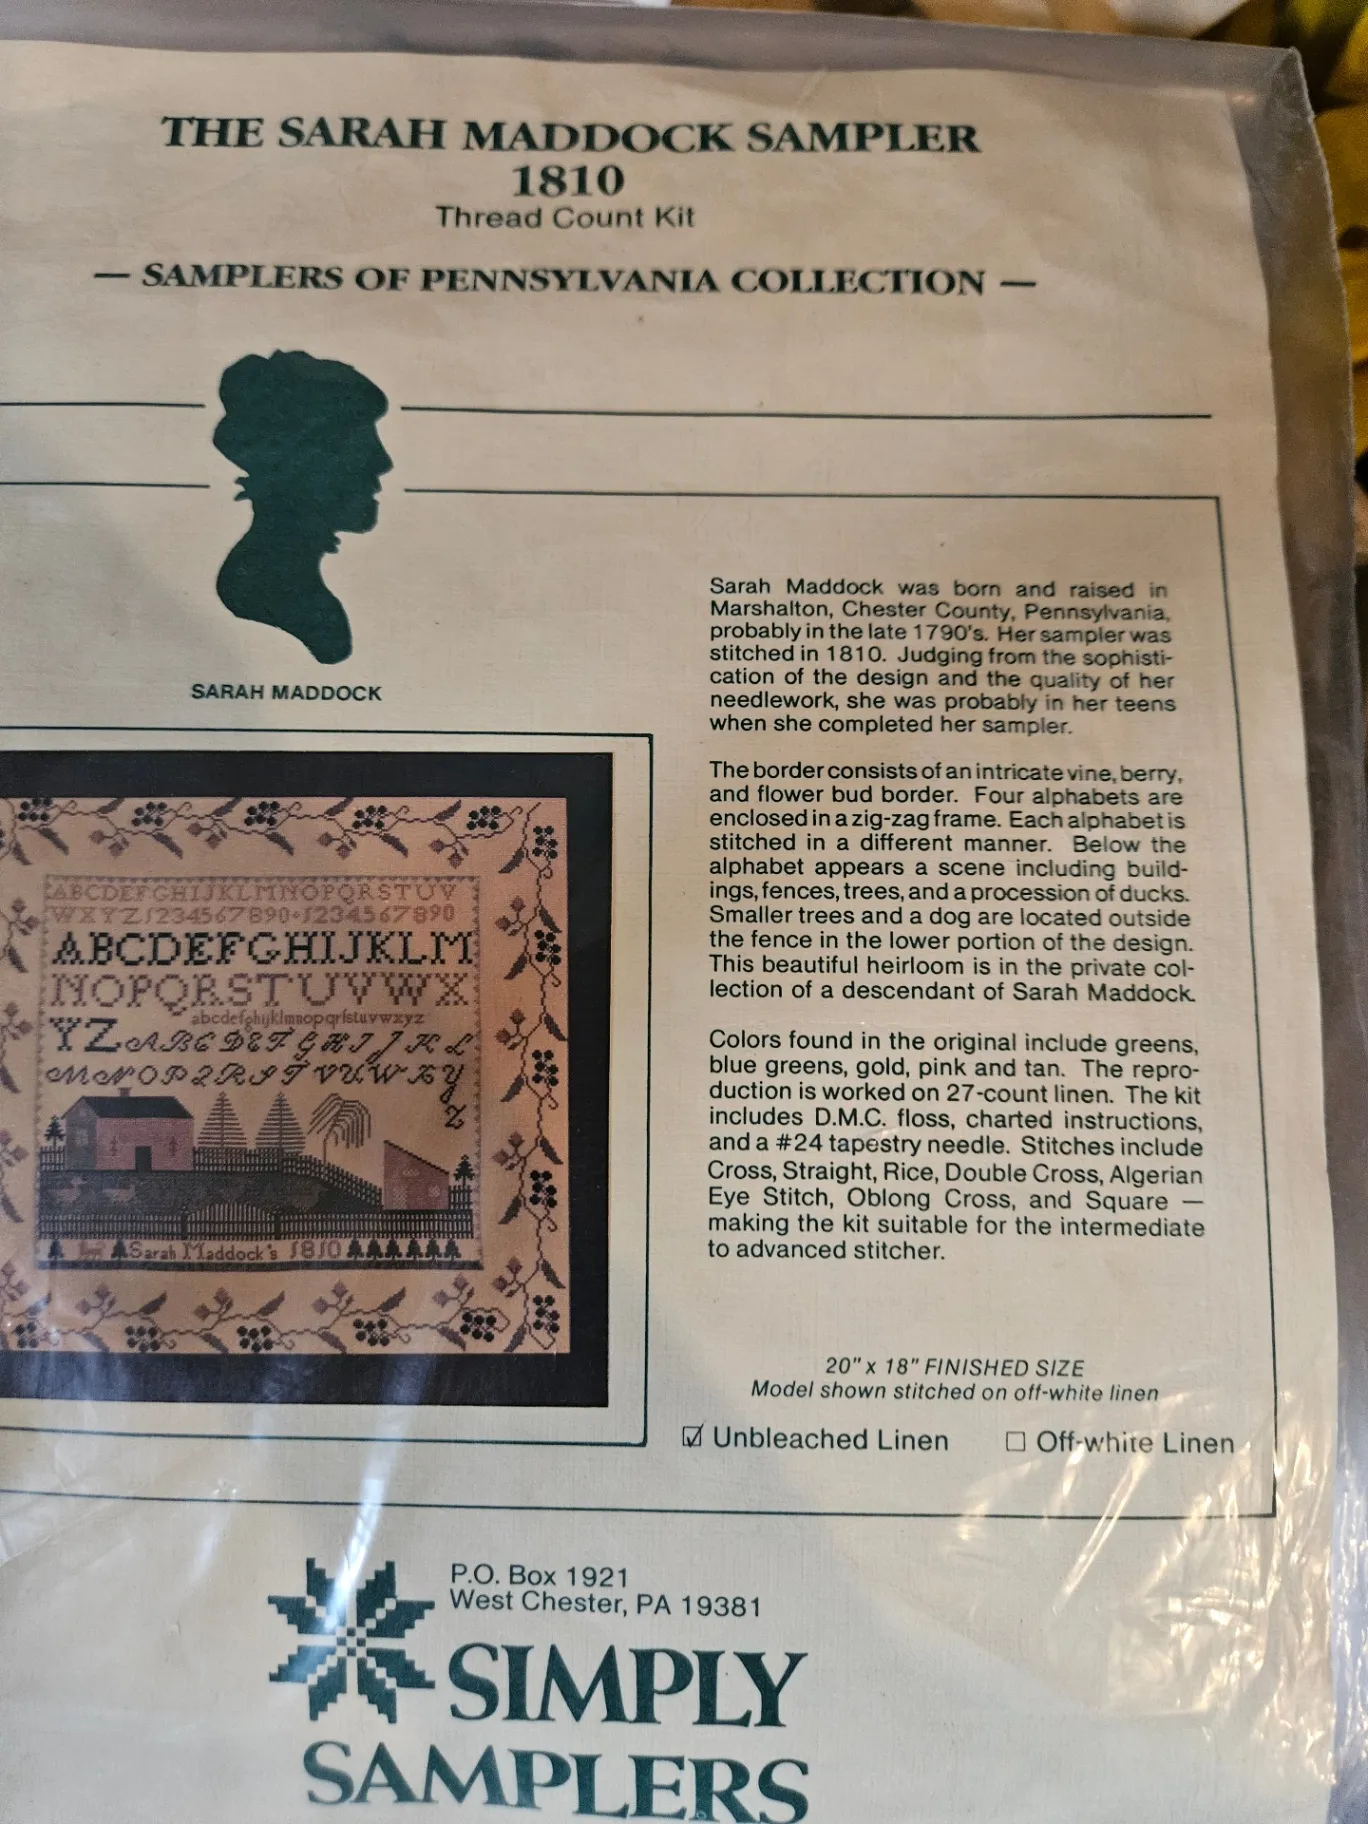 THE SARAH MADDOCK SAMPLER
1810
Thread Count Kit
— SAMPLERS OF PENNSYLVANIA COLLECTION —
SARAH MADDOCK
Sarah Maddock was born and raised in
Marshalton, Chester County, Pennsylvania,
probably in the late 1790's. Her sampler was
stitched in 1810. Judging from the sophisti-
cation of the design and the quality of her
needlework, she was probably in her teens
when she completed her sampler.
The border consists of an intricate vine, berry,
and flower bud border. Four alphabets are
enclosed in a zig-zag frame. Each alphabet is
stitched in a different manner. Below the
alphabet appears a scene including build-
ings, fences, trees, and a procession of ducks.
Smaller trees and a dog are located outside
the fence in the lower portion of the design.
This beautiful heirloom is in the private col-
lection of a descendant of Sarah Maddock.
Colors found in the original include greens,
blue greens, gold, pink and tan. The repro-
duction is worked on 27-count linen. The kit
includes D.M.C. floss, charted instructions,
and a #24 tapestry needle. Stitches include
Cross, Straight, Rice, Double Cross, Algerian
Eye Stitch, Oblong Cross, and Square —
making the kit suitable for the intermediate
to advanced stitcher.
ABCDEFGHIJKLMNOPQRSTUV
WXYZ1234567890·1234567890
ABCDEFGHIJKLM
NOPQRSTUVWX
abcdefghijklmnopqrſstuvwxyz
YZ ABCDEFGHIJKL
MNOPQRSTVUWXY
Z
Sarah Maddock's 1810
20" x 18" FINISHED SIZE
Model shown stitched on off-white linen
☑ Unbleached Linen ☐ Off-white Linen
P.O. Box 1921
West Chester, PA 19381
SIMPLY
SAMPLERS